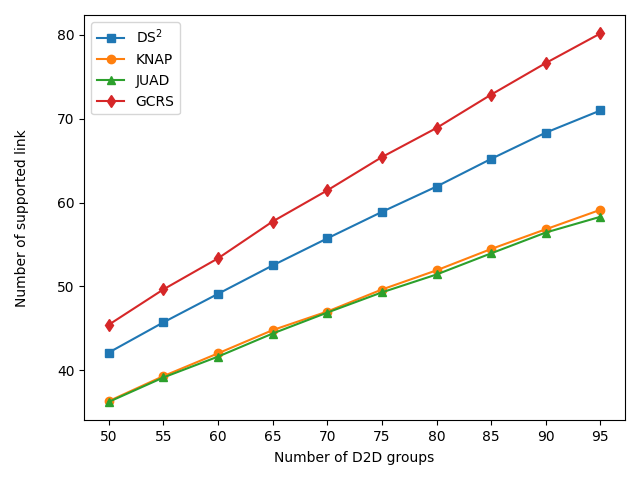 DS²
KNAP
JUAD
GCRS
80
70
60
50
40
Number of supported link
50 55 60 65 70 75 80 85 90 95
Number of D2D groups